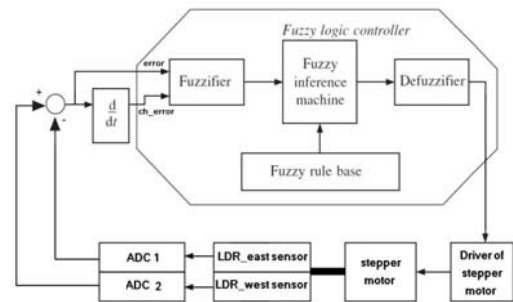 Fuzzy logic controller
error
+
-
d
dt
ch_error
Fuzzifier
Fuzzy
inference
machine
Defuzzifier
Fuzzy rule base
ADC 1
ADC 2
LDR_east sensor
LDR_west sensor
stepper
motor
Driver of
stepper
motor